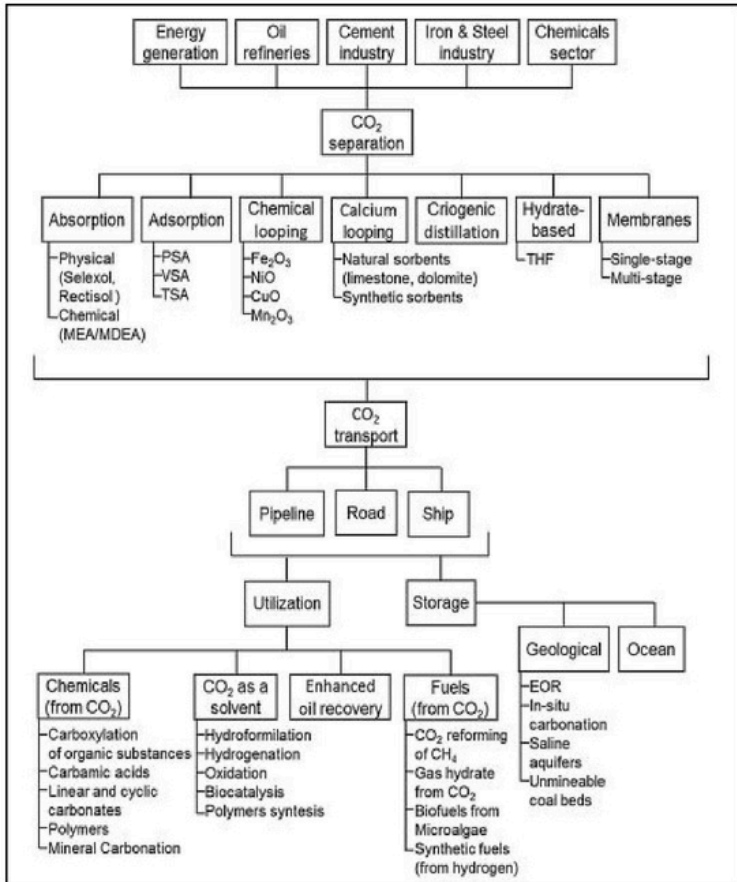 Energy
generation
Oil
refineries
Cement
industry
Iron & Steel
industry
Chemicals
sector
CO₂
separation
Absorption
Physical
(Selexol,
Rectisol)
Chemical
(MEA/MDEA)
Adsorption
PSA
VSA
TSA
Chemical
looping
Fe₂O₃
NiO
CuO
Mn₂O₃
Calcium
looping
Natural sorbents
(limestone, dolomite)
Synthetic sorbents
Criogenic
distillation
Hydrate-
based
THF
Membranes
Single-stage
Multi-stage
CO₂
transport
Pipeline
Road
Ship
Utilization
Storage
Geological
Ocean
EOR
In-situ
carbonation
Saline
aquifers
Unmineable
coal beds
Chemicals
(from CO₂)
Carboxylation
of organic substances
Carbamic acids
Linear and cyclic
carbonates
Polymers
Mineral Carbonation
CO₂ as a
solvent
Hydroformilation
Hydrogenation
Oxidation
Biocatalysis
Polymers syntesis
Enhanced
oil recovery
Fuels
(from CO₂)
CO₂ reforming
of CH₄
Gas hydrate
from CO₂
Biofuels from
Microalgae
Synthetic fuels
(from hydrogen)